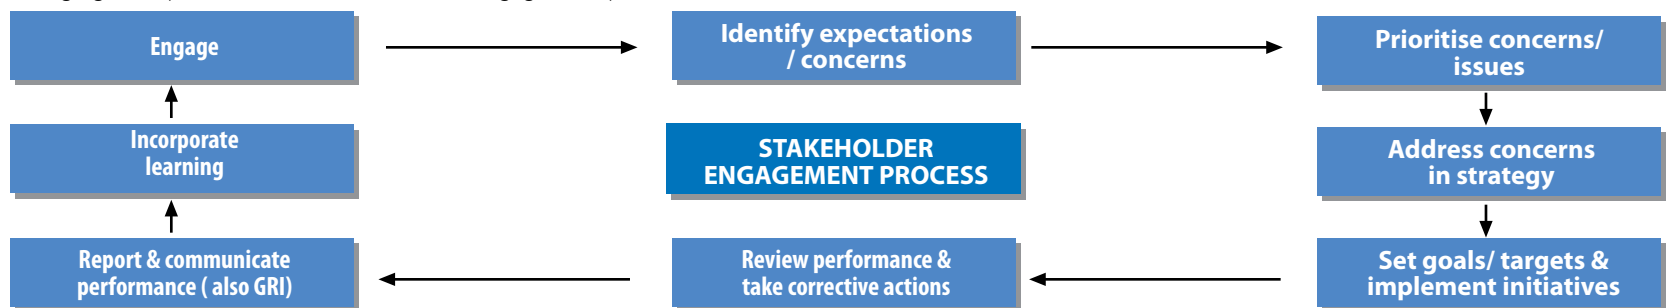 Engage
Identify expectations
/ concerns
Prioritise concerns/
issues
Incorporate
learning
STAKEHOLDER
ENGAGEMENT PROCESS
Address concerns
in strategy
Report & communicate
performance ( also GRI)
Review performance &
take corrective actions
Set goals/ targets &
implement initiatives